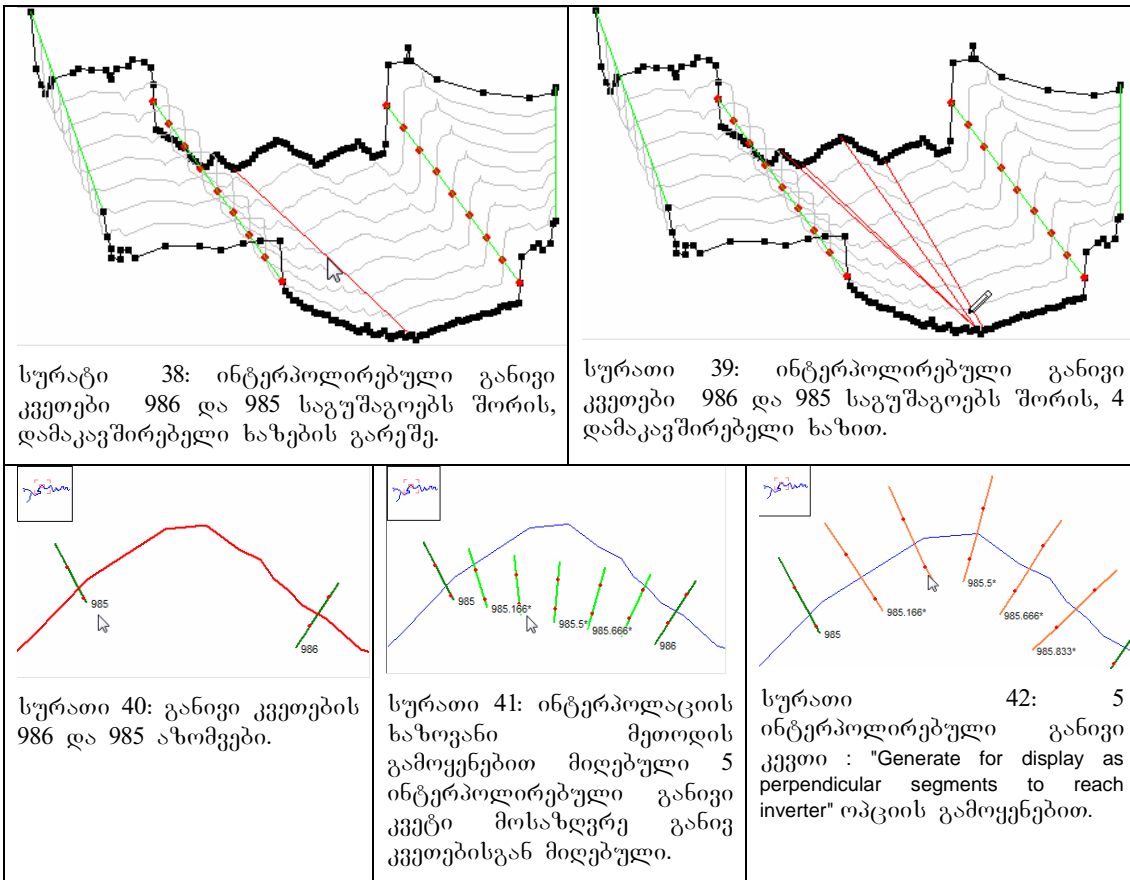 სურატი 38: ინტერპოლირებული განივი
კვეთები 986 და 985 საგუშაგოებს შორის,
დამაკავშირებელი ხაზების გარეშე.
სურათი 39: ინტერპოლირებული განივი
კვეთები 986 და 985 საგუშაგოებს შორის, 4
დამაკავშირებელი ხაზით.
985
986
სურათი 40: განივი კვეთების
986 და 985 აზომვები.
985
985.166*
985.5*
985.666*
986
სურათი 41: ინტერპოლაციის
ხაზოვანი მეთოდის
გამოყენებით მიღებული 5
ინტერპოლირებული განივი
კვეტი მოსაზღვრე განივ
კვეთებისგან მიღებული.
985
985.166*
985.5*
985.666*
985.833*
სურათი 42: 5
ინტერპოლირებული განივი
კევთი : "Generate for display as
perpendicular segments to reach
inverter" ოპციის გამოყენებით.